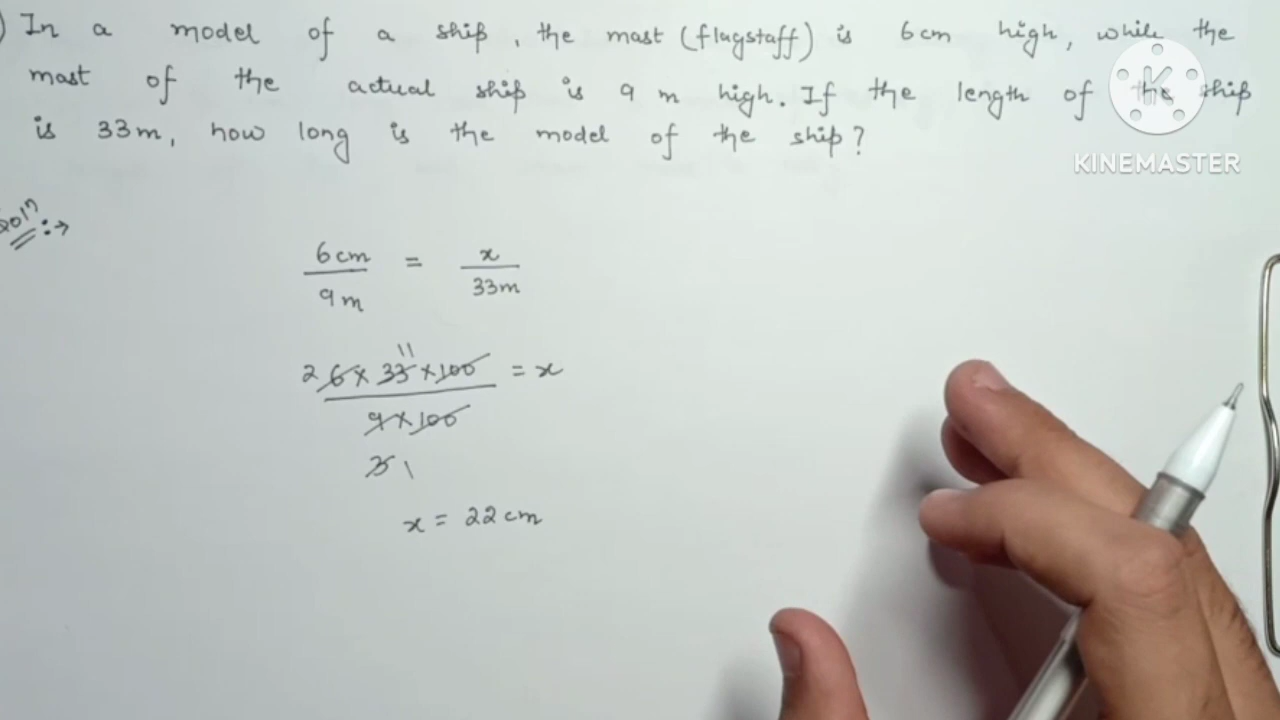 ) In a model of a ship, the mast (flagstaff) is 6cm high, while the
mast of the actual ship is 9 m high. If the length of the ship
is 33m, how long is the model of the ship?
KINEMASTER
6cm = x
9m 33m
2 6 × 33 11 × 100 = x
9 × 100
3 1
x = 22 cm